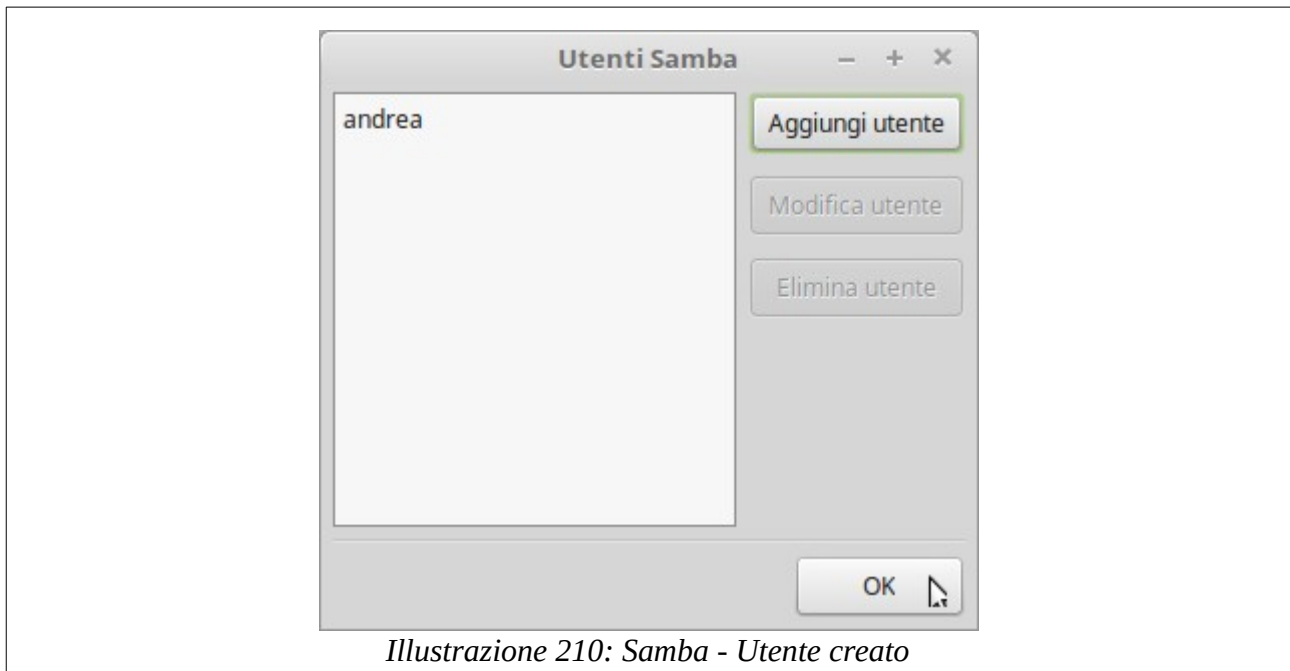 Utenti Samba
andrea
Aggiungi utente
Modifica utente
Elimina utente
OK
Illustrazione 210: Samba - Utente creato